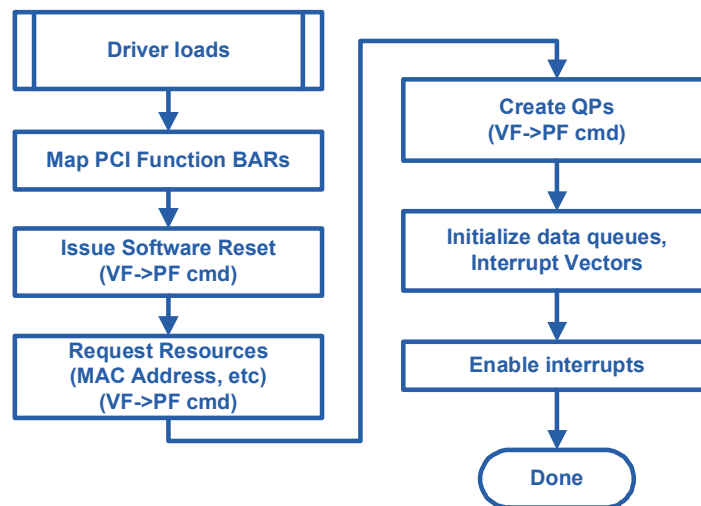 Driver loads
Map PCI Function BARs
Issue Software Reset
(VF->PF cmd)
Request Resources
(MAC Address, etc)
(VF->PF cmd)
Create QPs
(VF->PF cmd)
Initialize data queues,
Interrupt Vectors
Enable interrupts
Done